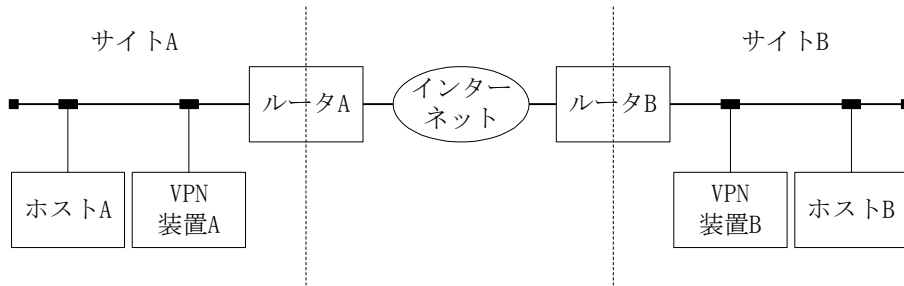 サイトA
サイトB
ルータA
インター
ネット
ルータB
ホストA
VPN
装置A
VPN
装置B
ホストB